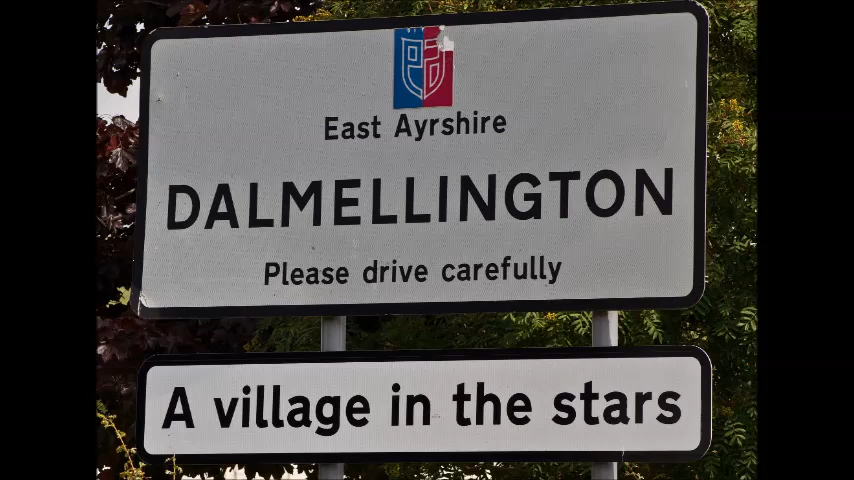 East Ayrshire
DALMELLINGTON
Please drive carefully
A village in the stars